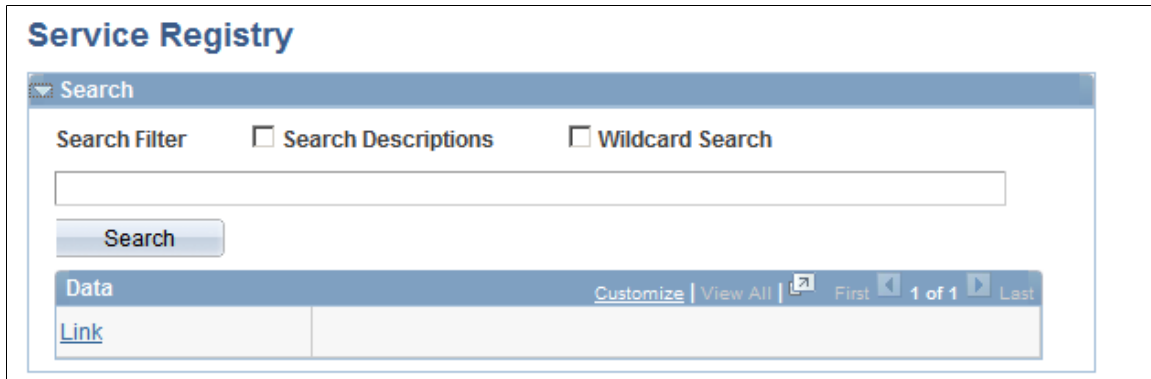 Service Registry
Search
Search Filter Search Descriptions Wildcard Search
Search
Data Customize | View All | First 1 of 1 Last
Link